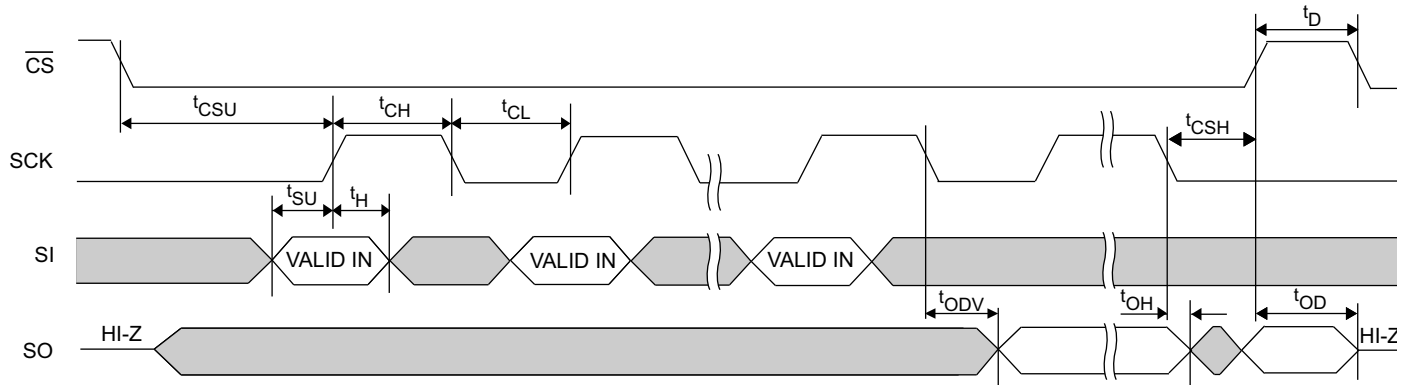 t_D
CS
t_CSU t_CH t_CL
t_CSH
SCK
t_SU t_H
SI VALID IN VALID IN VALID IN
t_ODV t_OH t_OD
HI-Z HI-Z
SO